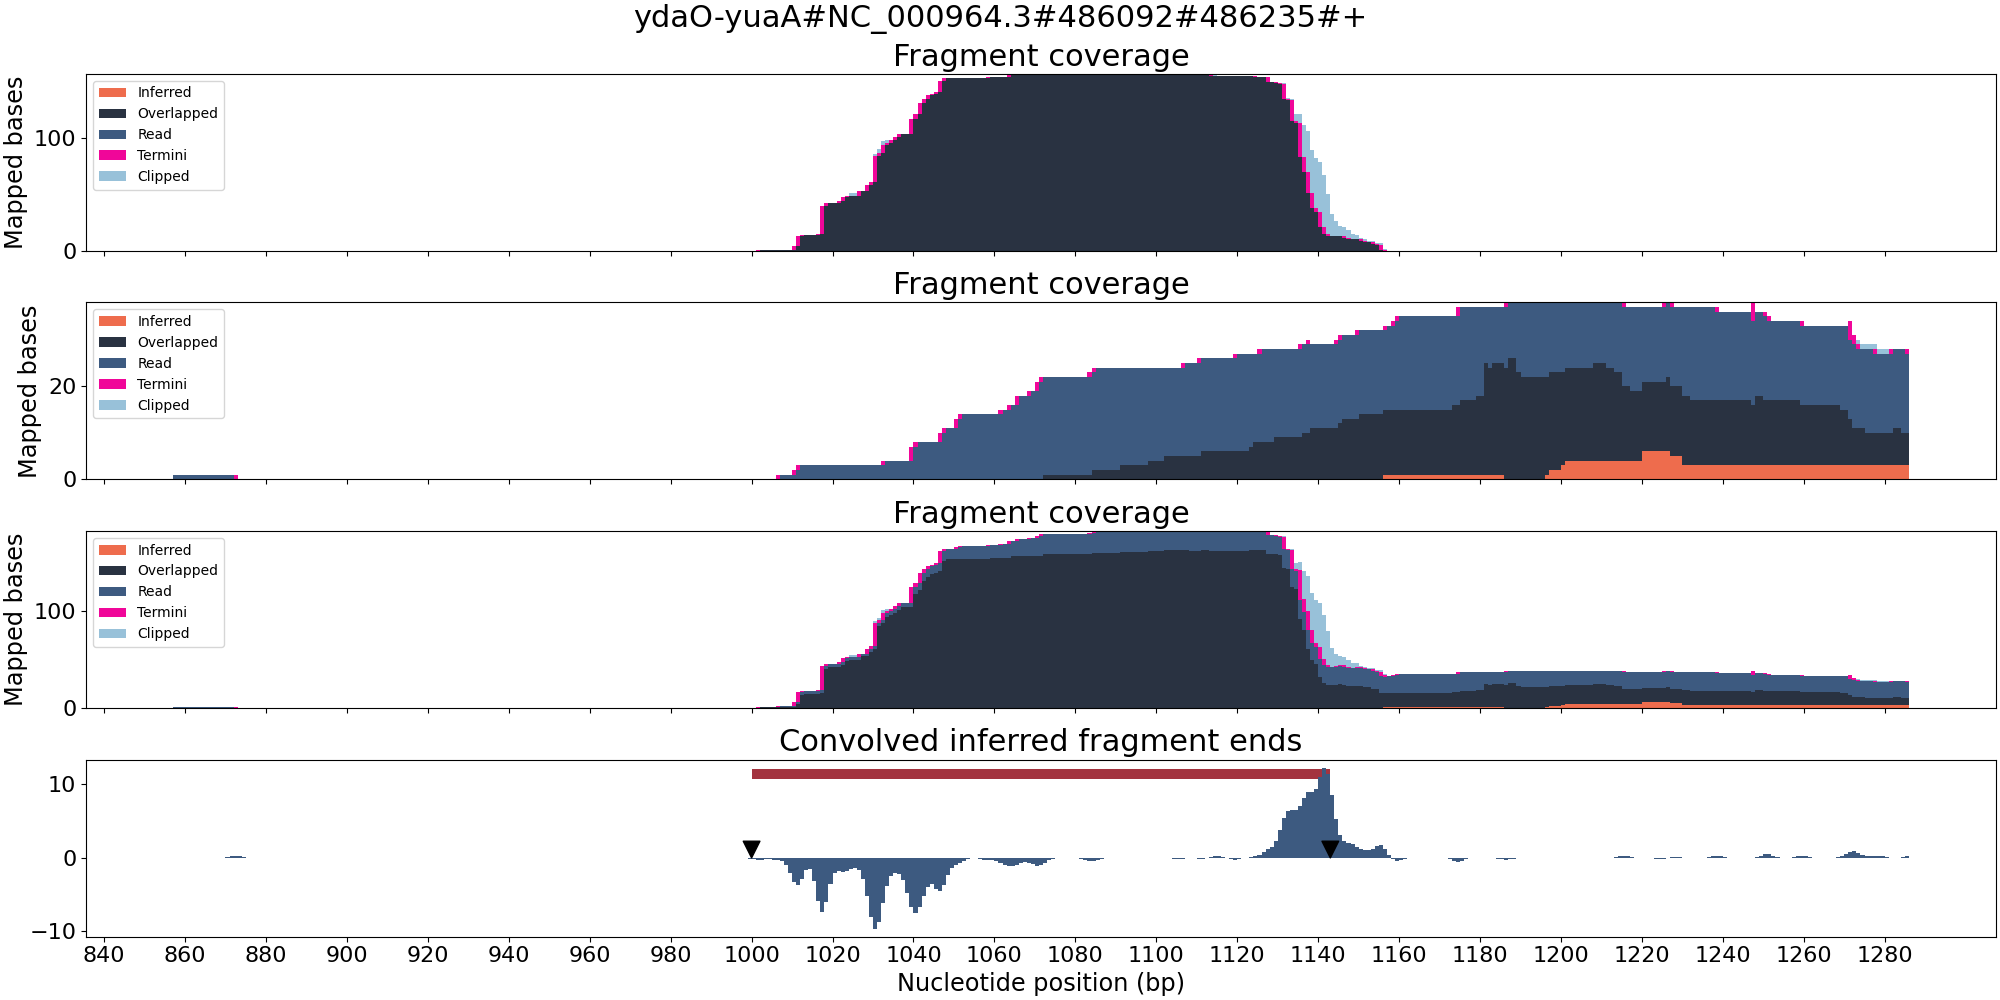 ydaO-yuaA#NC_000964.3#486092#486235#+
Fragment coverage
Mapped bases
100
0
Inferred
Overlapped
Read
Termini
Clipped
Fragment coverage
Mapped bases
20
0
Inferred
Overlapped
Read
Termini
Clipped
Fragment coverage
Mapped bases
100
0
Inferred
Overlapped
Read
Termini
Clipped
Convolved inferred fragment ends
10
0
−10
840 860 880 900 920 940 960 980 1000 1020 1040 1060 1080 1100 1120 1140 1160 1180 1200 1220 1240 1260 1280
Nucleotide position (bp)